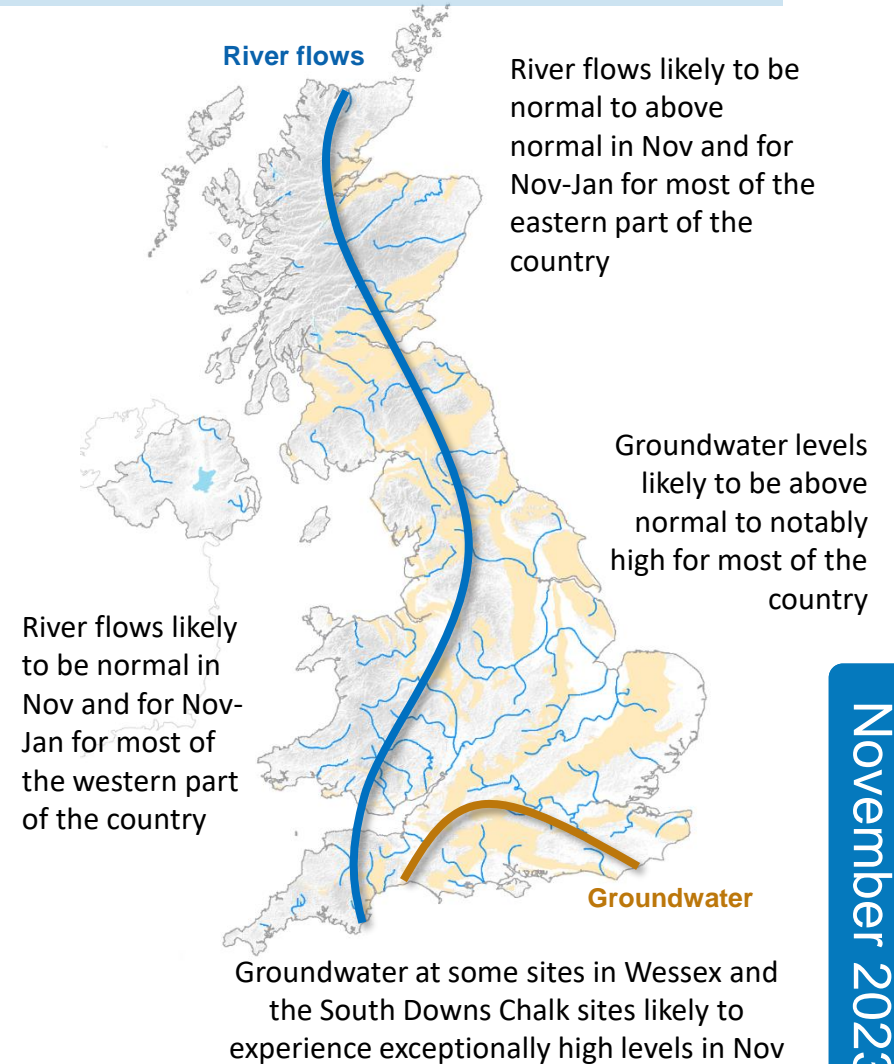 River flows
River flows likely to be
normal to above
normal in Nov and for
Nov-Jan for most of the
eastern part of the
country
Groundwater levels
likely to be above
normal to notably
high for most of the
country
River flows likely
to be normal in
Nov and for Nov-
Jan for most of
the western part
of the country
Groundwater
Groundwater at some sites in Wessex and
the South Downs Chalk sites likely to
experience exceptionally high levels in Nov
November 2023